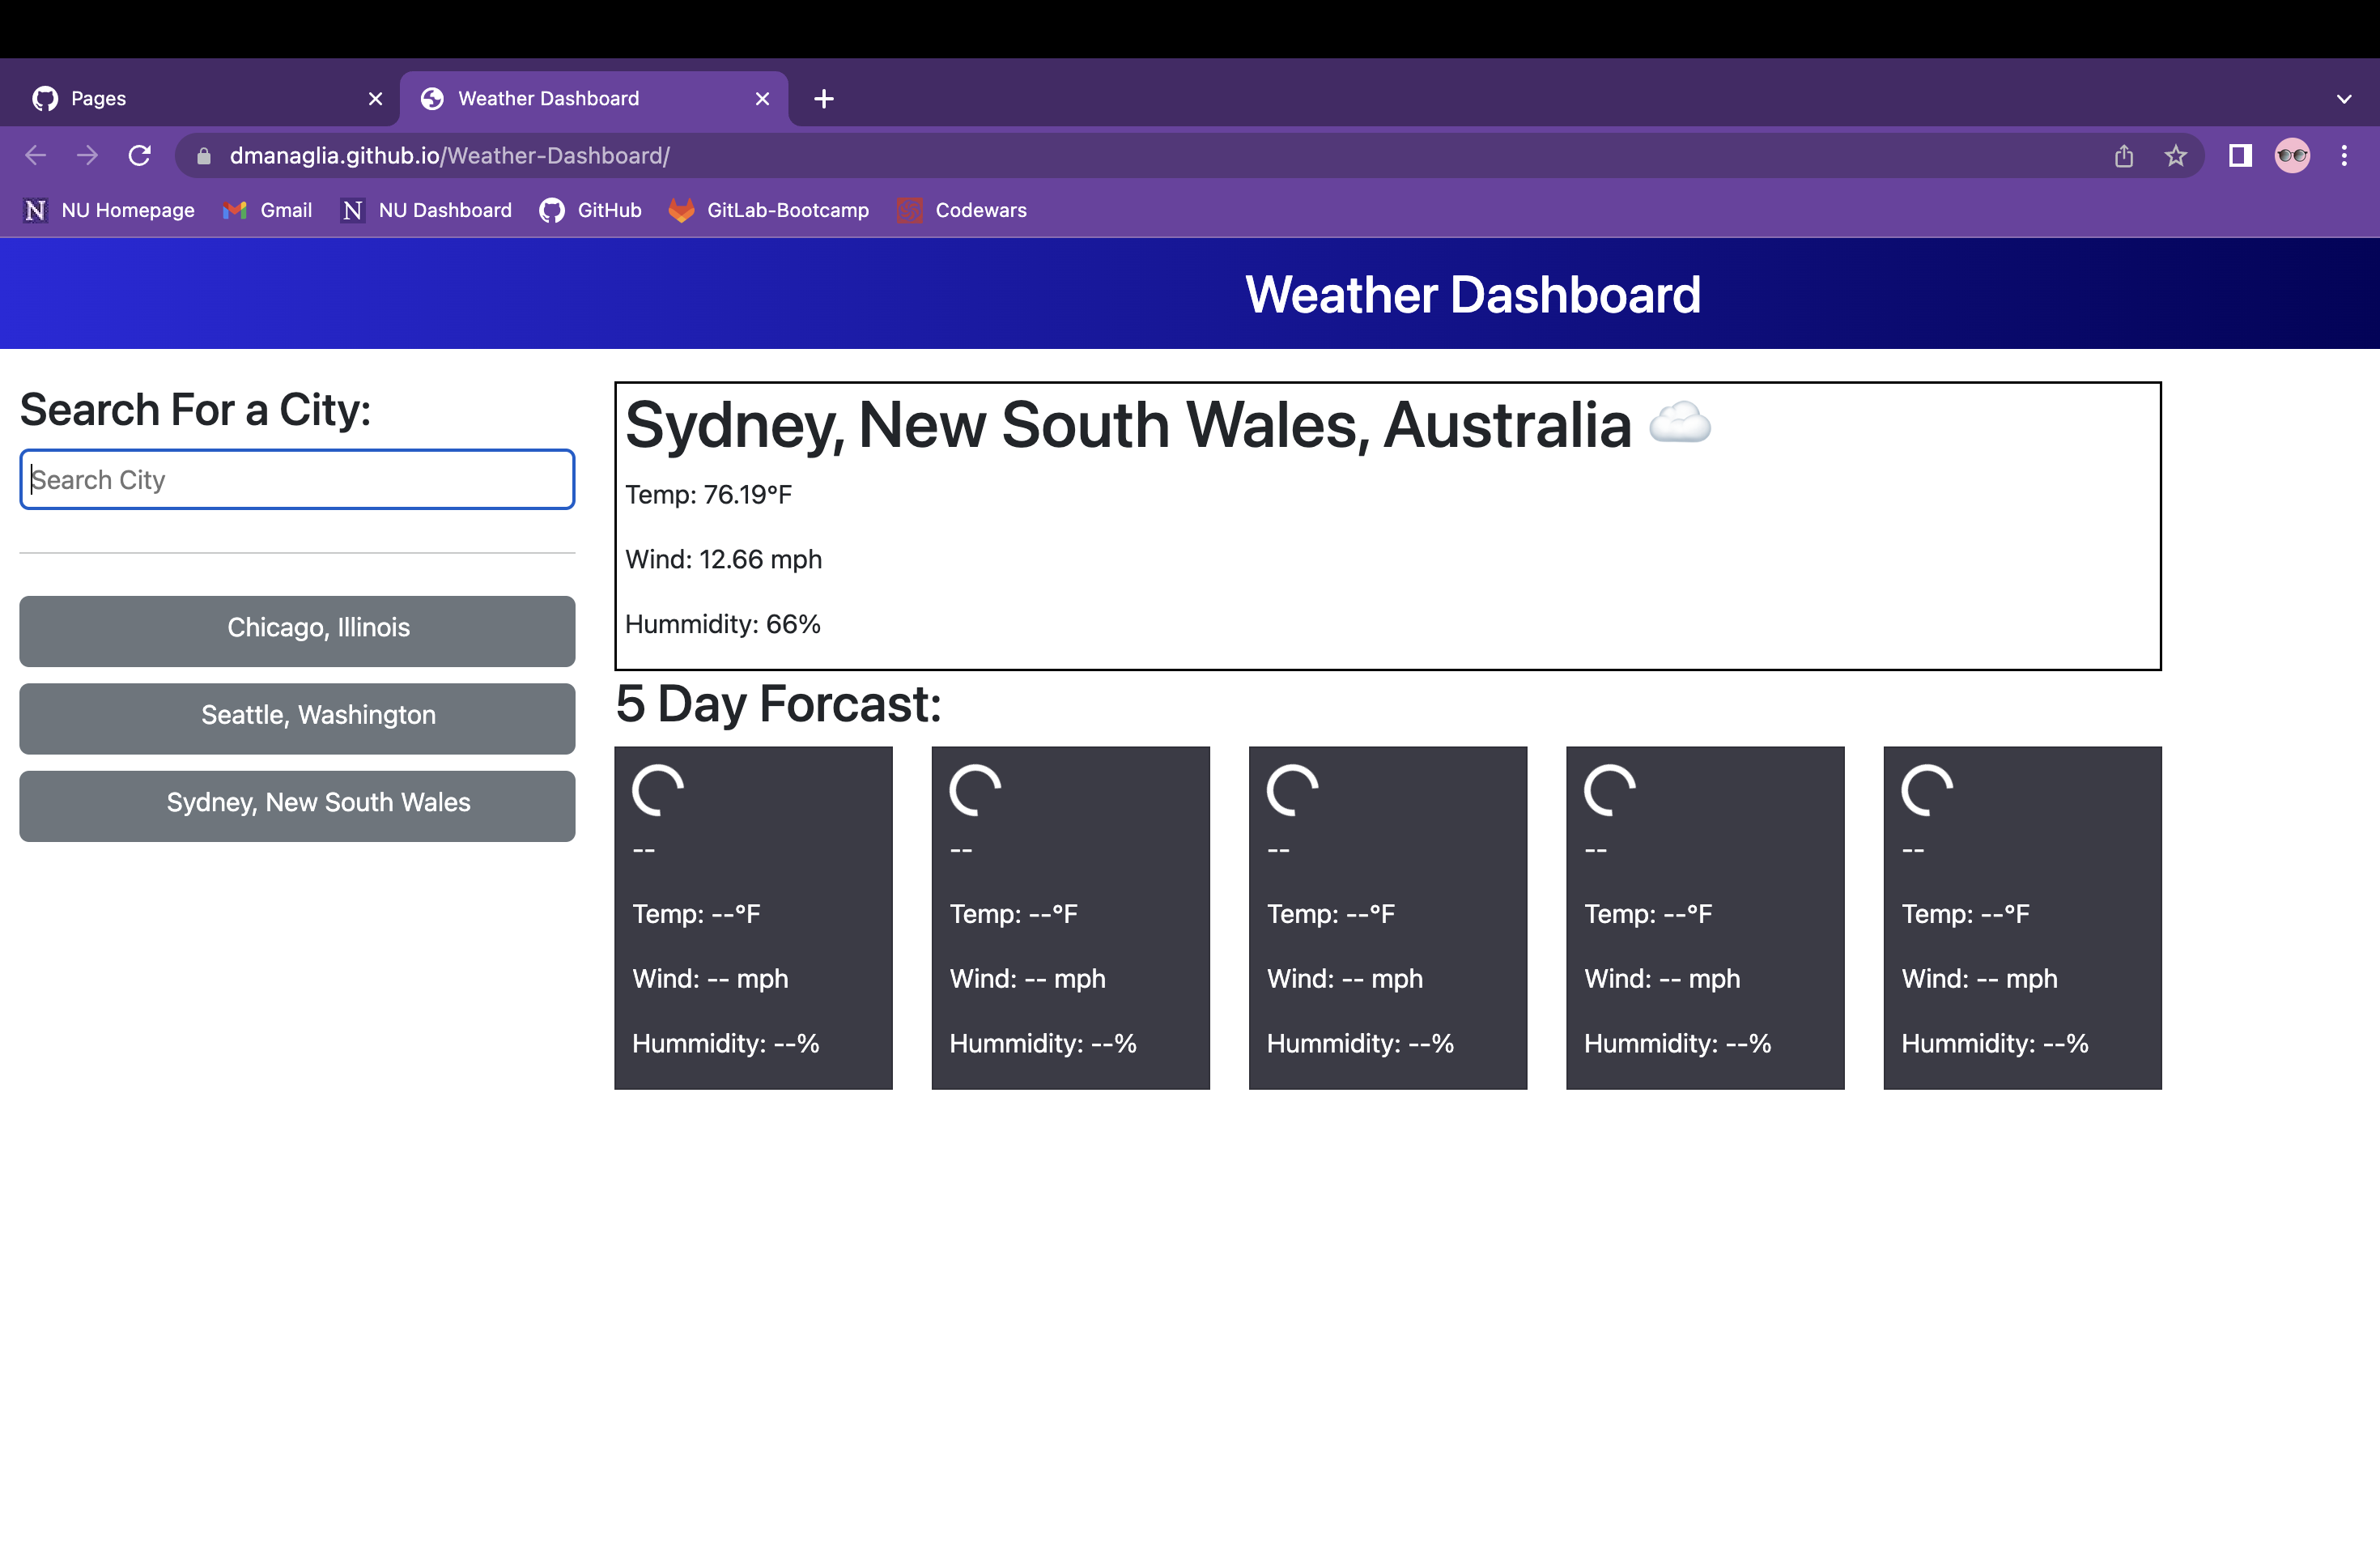 Pages
Weather Dashboard
dmanaglia.github.io/Weather-Dashboard/
N NU Homepage Gmail N NU Dashboard GitHub GitLab-Bootcamp Codewars
Weather Dashboard
Search For a City:
Search City
Chicago, Illinois
Seattle, Washington
Sydney, New South Wales
Sydney, New South Wales, Australia
Temp: 76.19°F
Wind: 12.66 mph
Hummidity: 66%
5 Day Forcast:
--
Temp: --°F
Wind: -- mph
Hummidity: --%
--
Temp: --°F
Wind: -- mph
Hummidity: --%
--
Temp: --°F
Wind: -- mph
Hummidity: --%
--
Temp: --°F
Wind: -- mph
Hummidity: --%
--
Temp: --°F
Wind: -- mph
Hummidity: --%